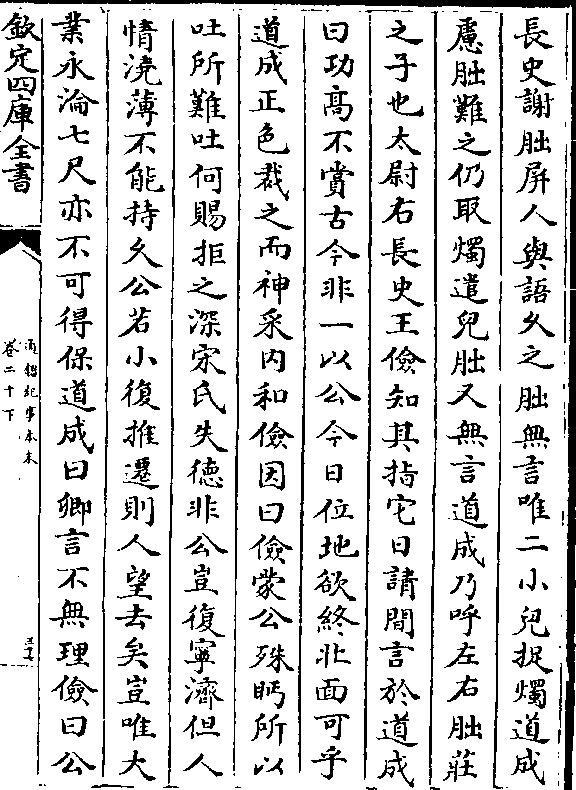 長史謝朏屏人與語久之朏無言唯二小兒捉燭道成
慮朏難之仍取燭遣兒朏又無言道成乃呼左右朏莊
之子也太尉右長史王儉知其指它日請間言於道成
曰功髙不賞古今非一以公今日位地欲終北面可乎
道成正色裁之而神采内和儉因曰儉蒙公殊眄所以
吐所難吐何賜拒之深宋氏失德非公豈復寧濟但人
情澆薄不能持久公若小復推遷則人望去矣豈唯大
業永淪七尺亦不可得保道成曰卿言不無理儉曰公
欽定四庫全書
通鑑紀事本末
卷二十下